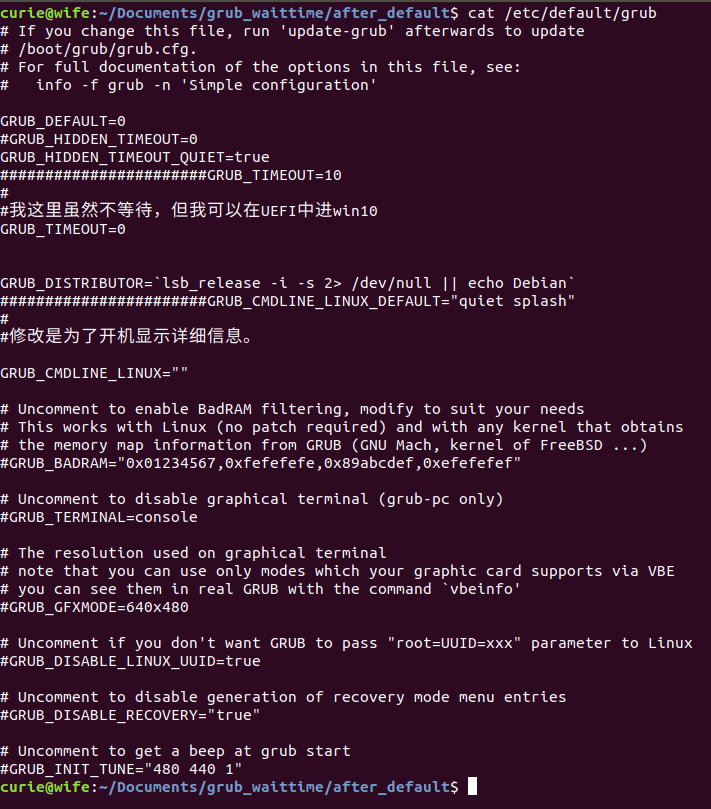 curie@wife:~/Documents/grub_waittime/after_default$ cat /etc/default/grub
# If you change this file, run 'update-grub' afterwards to update
# /boot/grub/grub.cfg.
# For full documentation of the options in this file, see:
#   info -f grub -n 'Simple configuration'

GRUB_DEFAULT=0
#GRUB_HIDDEN_TIMEOUT=0
GRUB_HIDDEN_TIMEOUT_QUIET=true
#######################GRUB_TIMEOUT=10
#
#我这里虽然不等待，但我可以在UEFI中进win10
GRUB_TIMEOUT=0


GRUB_DISTRIBUTOR=`lsb_release -i -s 2> /dev/null || echo Debian`
#######################GRUB_CMDLINE_LINUX_DEFAULT="quiet splash"
#
#修改是为了开机显示详细信息。

GRUB_CMDLINE_LINUX=""

# Uncomment to enable BadRAM filtering, modify to suit your needs
# This works with Linux (no patch required) and with any kernel that obtains
# the memory map information from GRUB (GNU Mach, kernel of FreeBSD ...)
#GRUB_BADRAM="0x01234567,0xfefefefe,0x89abcdef,0xefefefef"

# Uncomment to disable graphical terminal (grub-pc only)
#GRUB_TERMINAL=console

# The resolution used on graphical terminal
# note that you can use only modes which your graphic card supports via VBE
# you can see them in real GRUB with the command `vbeinfo'
#GRUB_GFXMODE=640x480

# Uncomment if you don't want GRUB to pass "root=UUID=xxx" parameter to Linux
#GRUB_DISABLE_LINUX_UUID=true

# Uncomment to disable generation of recovery mode menu entries
#GRUB_DISABLE_RECOVERY="true"

# Uncomment to get a beep at grub start
#GRUB_INIT_TUNE="480 440 1"
curie@wife:~/Documents/grub_waittime/after_default$